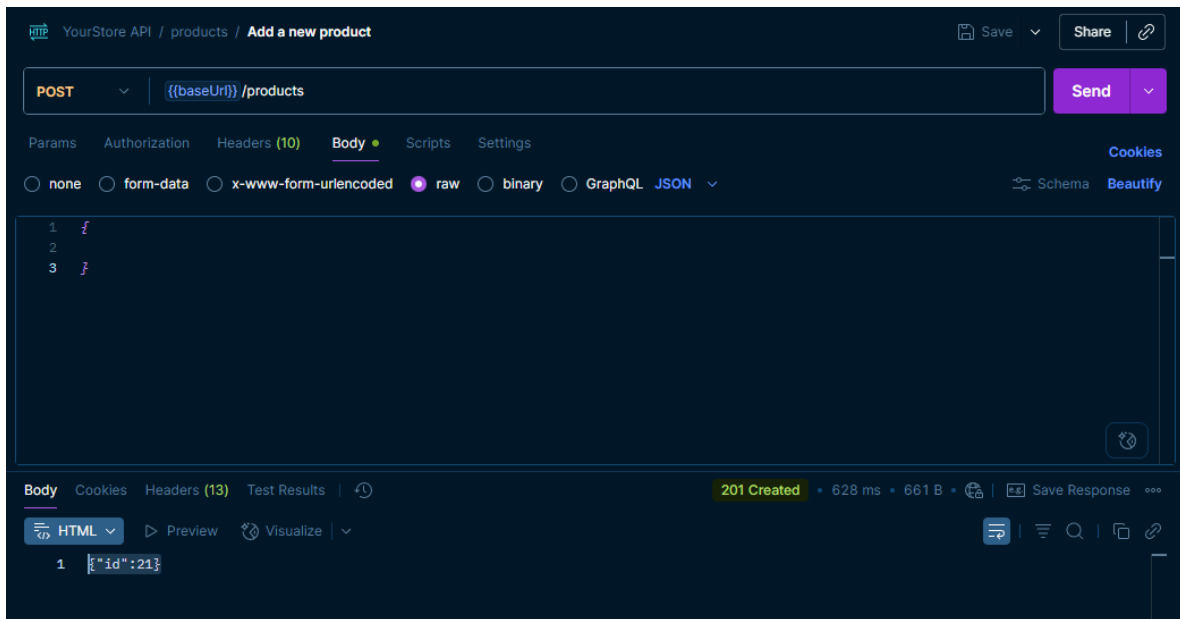 HTTP YourStore API / products / Add a new product Save Share
POST {{baseUrl}} /products Send
Params Authorization Headers (10) Body Scripts Settings Cookies
none form-data x-www-form-urlencoded raw binary GraphQL JSON Schema Beautify
1 {
2
3 }
Body Cookies Headers (13) Test Results 201 Created 628 ms 661 B e.g. Save Response
HTML Preview Visualize
1 {"id":21}